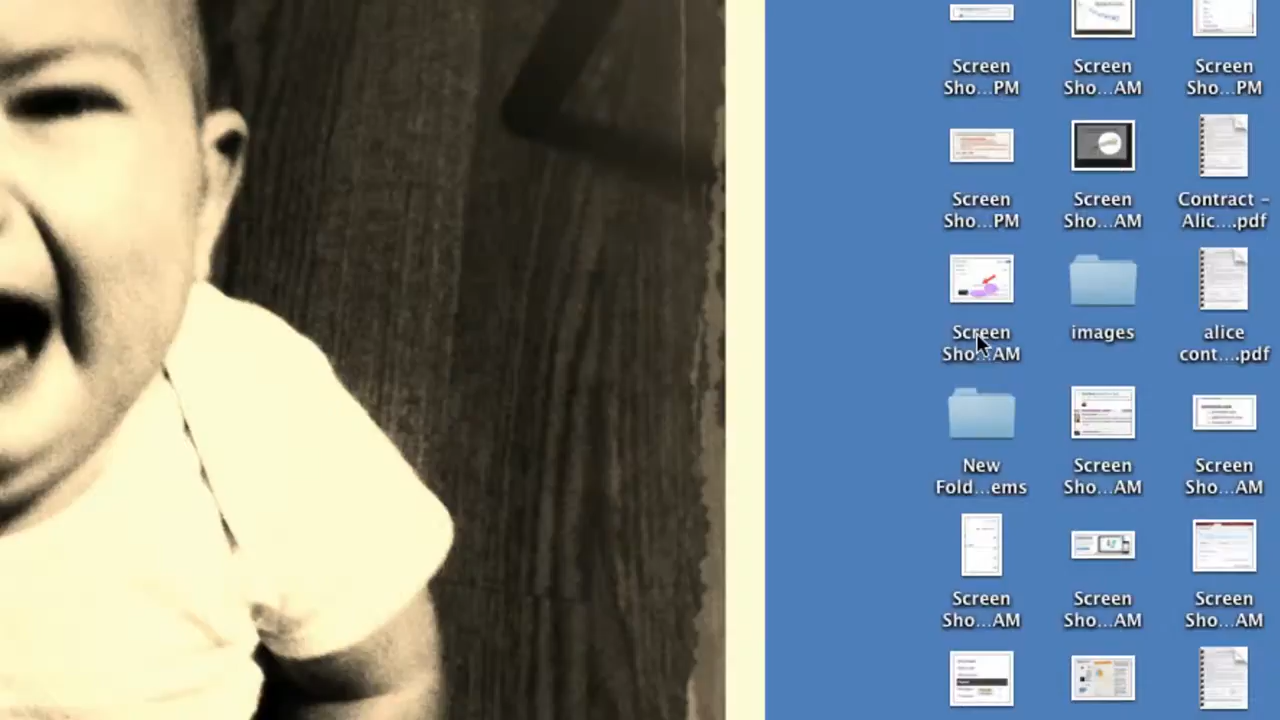 Screen
Sho...PM
Screen
Sho...AM
Screen
Sho...PM
Screen
Sho...PM
Screen
Sho...AM
Contract –
Alic....pdf
Screen
Sho...AM
images
alice
cont....pdf
New
Fold...ems
Screen
Sho...AM
Screen
Sho...AM
Screen
Sho...AM
Screen
Sho...AM
Screen
Sho...AM